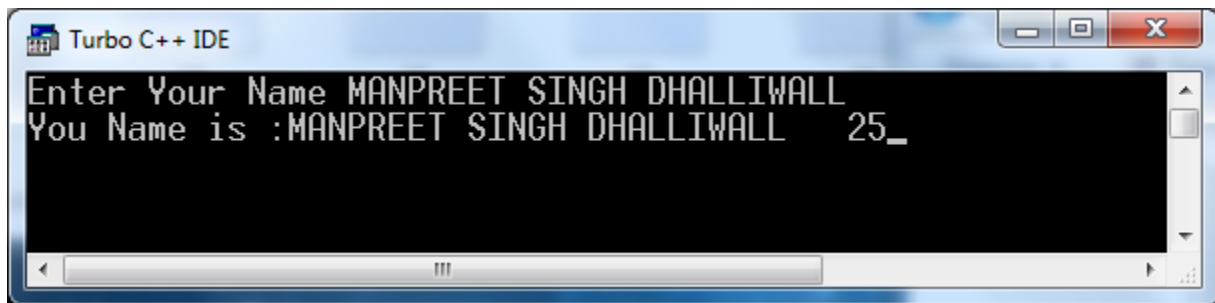 Turbo C++ IDE
Enter Your Name MANPREET SINGH DHALLIWALL
You Name is :MANPREET SINGH DHALLIWALL   25_